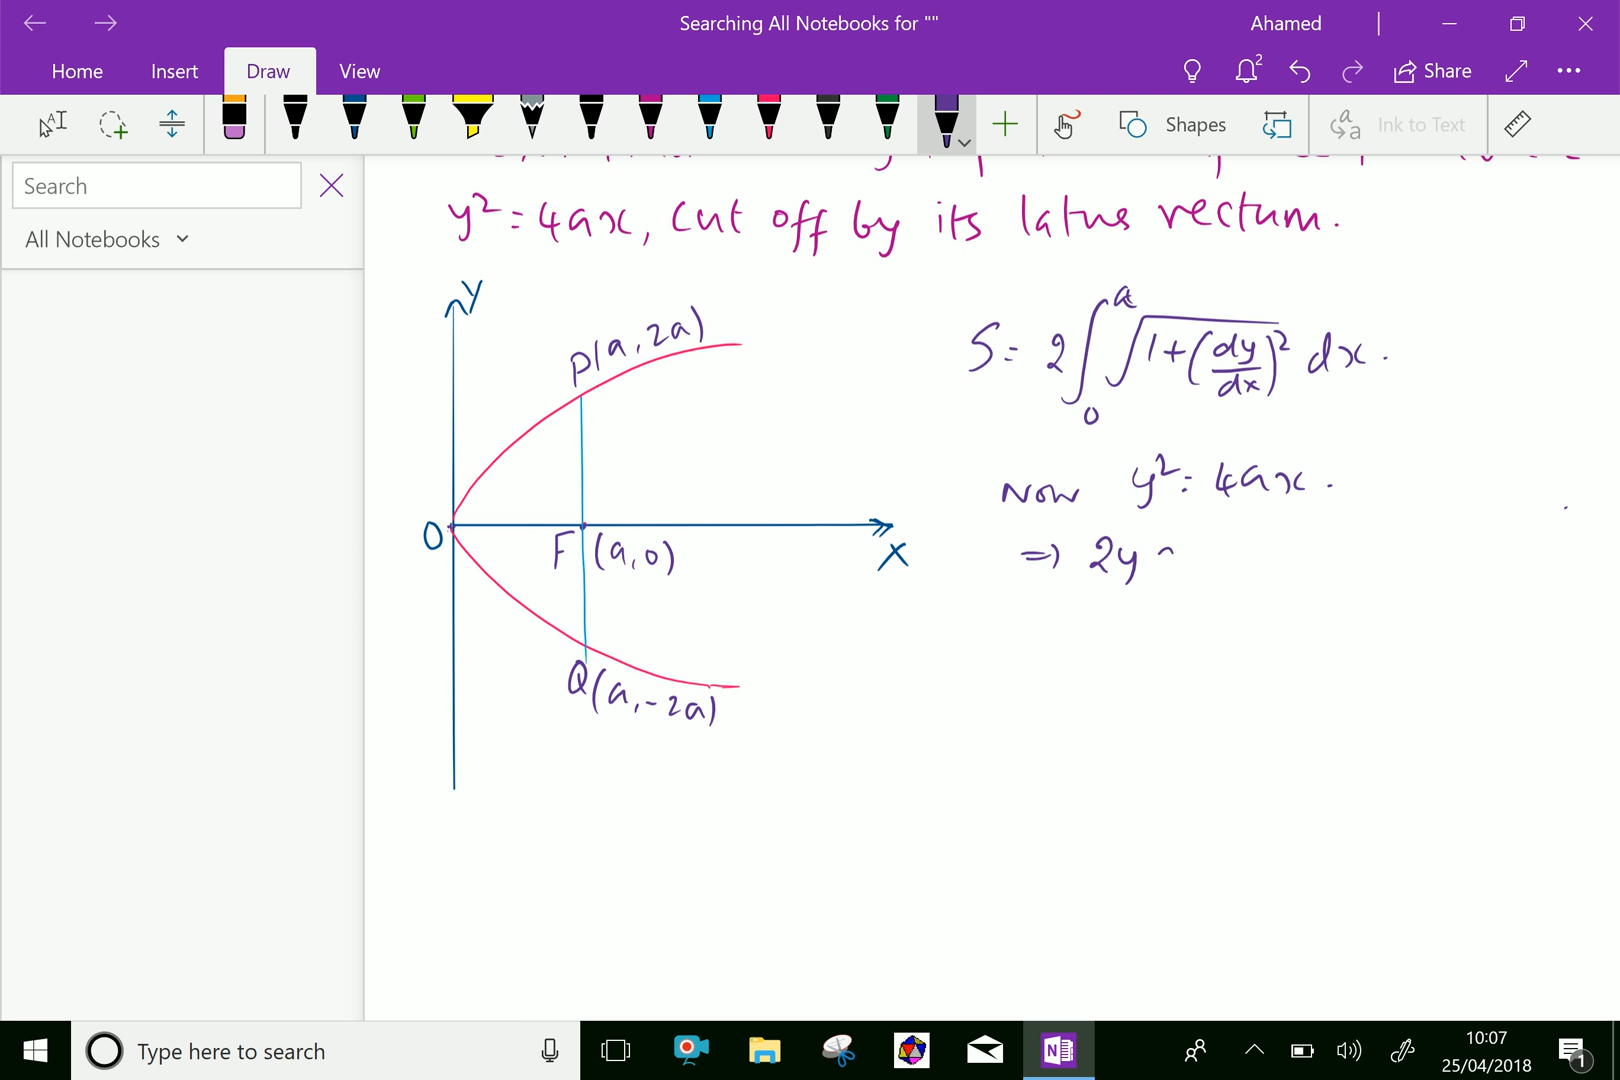 Searching All Notebooks for ""
Ahamed
Home Insert Draw View
2
Share
Shapes
Ink to Text
Search
All Notebooks
y² = 4ax, cut off by its latus rectum.
Y
P(a, 2a)
S = 2∫₀ᵃ √(1+(dy/dx)²) dx.
Now y² = 4ax.
⇒ 2y
O
F (a, 0)
X
Q(a, -2a)
Type here to search
10:07
25/04/2018
1